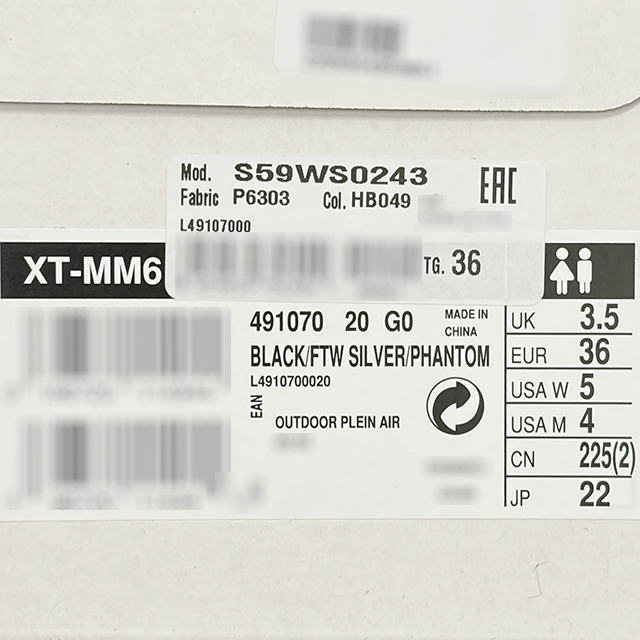 Mod. S59WS0243
Fabric P6303 Col. HB049
EAC
L49107000
TG. 36
XT-MM6
491070 20 G0
MADE IN
CHINA
BLACK/FTW SILVER/PHANTOM
L4910700020
EAN
OUTDOOR PLEIN AIR
UK 3.5
EUR 36
USA W 5
USA M 4
CN 225(2)
JP 22